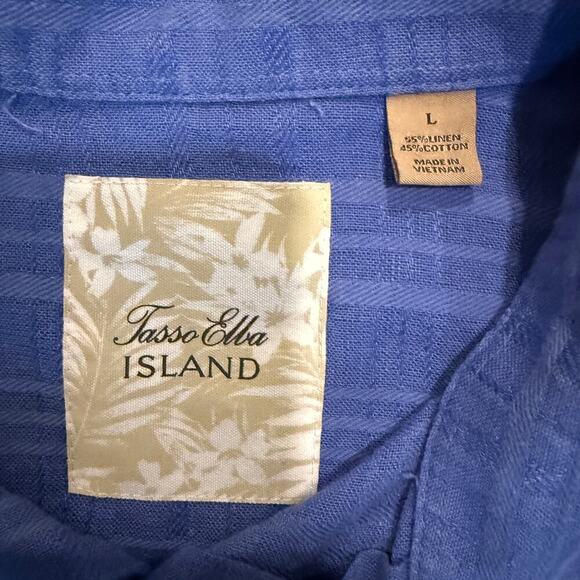 L
55% LINEN
45% COTTON
MADE IN
VIETNAM
Tasso Elba
ISLAND